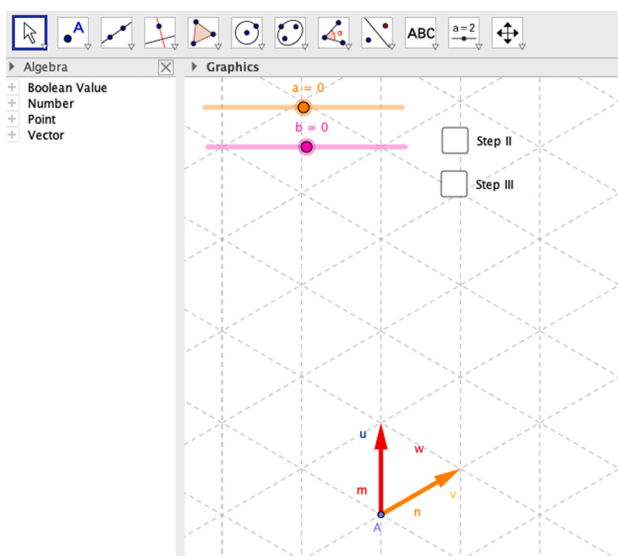 A
α
ABC
a=2
Algebra
Graphics
Boolean Value
Number
Point
Vector
a = 0
b = 0
Step II
Step III
u
w
m
v
n
A